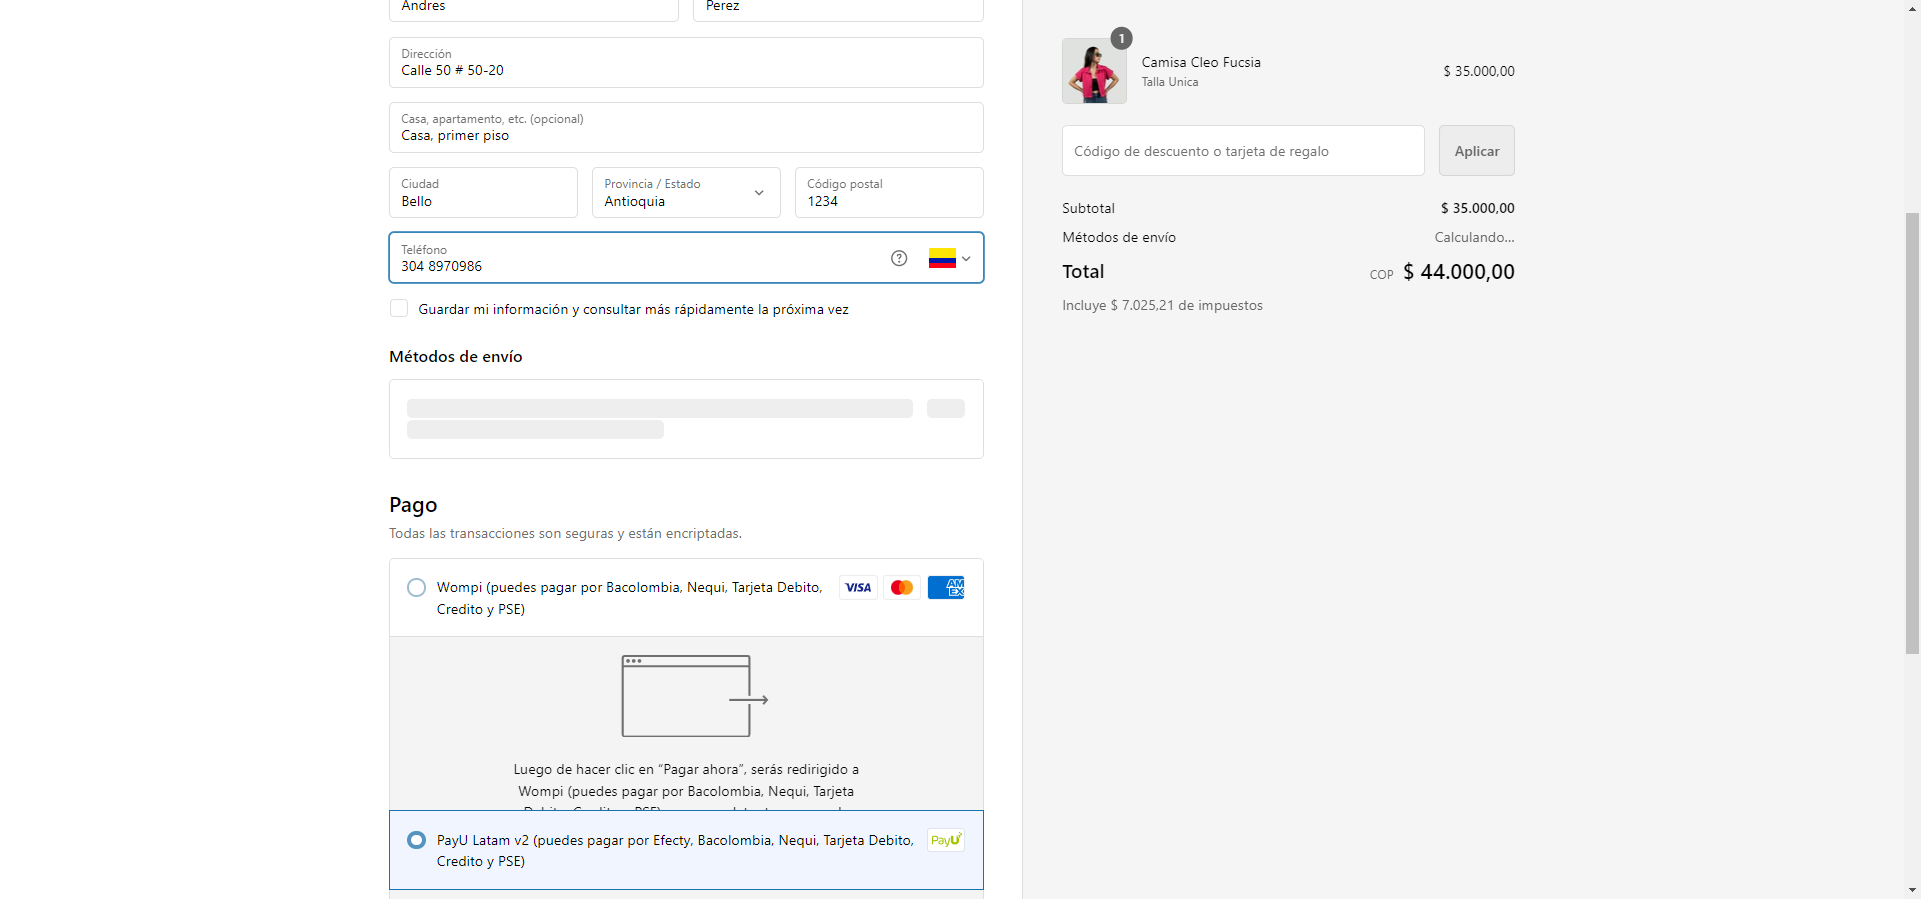 Andres
Perez
Dirección
Calle 50 # 50-20
Casa, apartamento, etc. (opcional)
Casa, primer piso
Ciudad
Bello
Provincia / Estado
Antioquia
Código postal
1234
Teléfono
304 8970986
Guardar mi información y consultar más rápidamente la próxima vez
Métodos de envío
Pago
Todas las transacciones son seguras y están encriptadas.
Wompi (puedes pagar por Bacolombia, Nequi, Tarjeta Debito,
Credito y PSE)
VISA
AM
EX
Luego de hacer clic en “Pagar ahora”, serás redirigido a
Wompi (puedes pagar por Bacolombia, Nequi, Tarjeta
PayU Latam v2 (puedes pagar por Efecty, Bacolombia, Nequi, Tarjeta Debito,
Credito y PSE)
PayU
1
Camisa Cleo Fucsia
Talla Unica
$ 35.000,00
Código de descuento o tarjeta de regalo
Aplicar
Subtotal
$ 35.000,00
Métodos de envío
Calculando...
Total
COP $ 44.000,00
Incluye $ 7.025,21 de impuestos